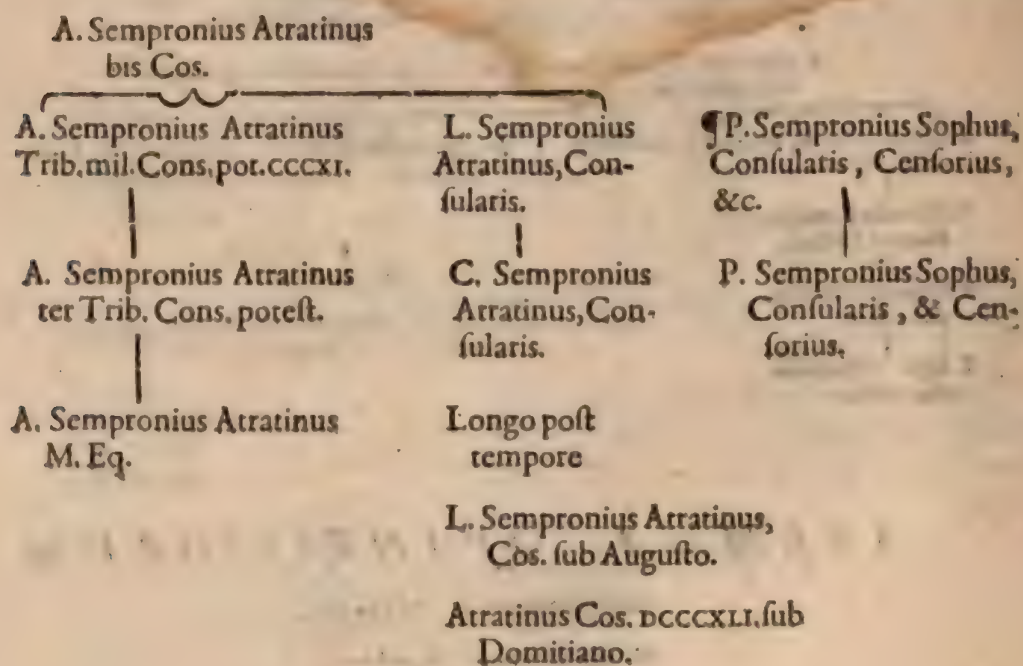 A. Sempronius Atratinus
bis Cos.
A. Sempronius Atratinus
Trib. mil. Cons. pot. CCCXI.
A. Sempronius Atratinus
ter Trib. Cons. poteſt.
A. Sempronius Atratinus
M. Eq.
L. Sempronius
Atratinus, Con-
ſularis.
C. Sempronius
Atratinus, Con-
ſularis.
Longo poſt
tempore
L. Sempronius Atratinus,
Cos. ſub Auguſto.
Atratinus Cos. DCCCXLI. ſub
Domitiano.
¶P. Sempronius Sophus,
Conſularis, Cenſorius,
&c.
P. Sempronius Sophus,
Conſularis, & Cen-
ſorius.